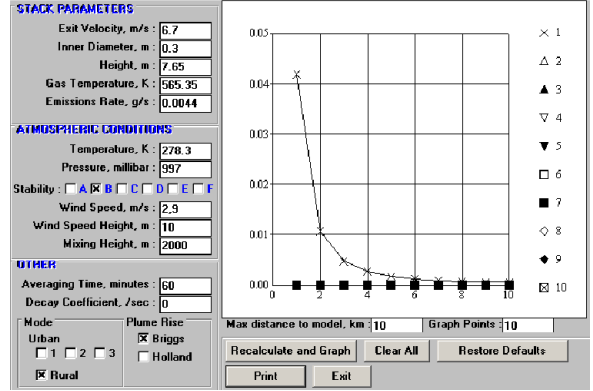 STACK PARAMETERS
Exit Velocity, m/s : 6.7
Inner Diameter, m : 0.3
Height, m : 7.65
Gas Temperature, K : 565.35
Emissions Rate, g/s : 0.0044
ATMOSPHERIC CONDITIONS
Temperature, K : 278.3
Pressure, millibar : 997
Stability : A B C D E F
Wind Speed, m/s : 2,9
Wind Speed Height, m : 10
Mixing Height, m : 2000
OTHER
Averaging Time, minutes : 60
Decay Coefficient, /sec : 0
Mode
Urban
1 2 3
Rural
Plume Rise
Briggs
Holland
0.05
0.04
0.03
0.02
0.01
0.00
0 2 4 6 8 10
1
2
3
4
5
6
7
8
9
10
Max distance to model, km : 10 Graph Points : 10
Recalculate and Graph Clear All Restore Defaults
Print Exit